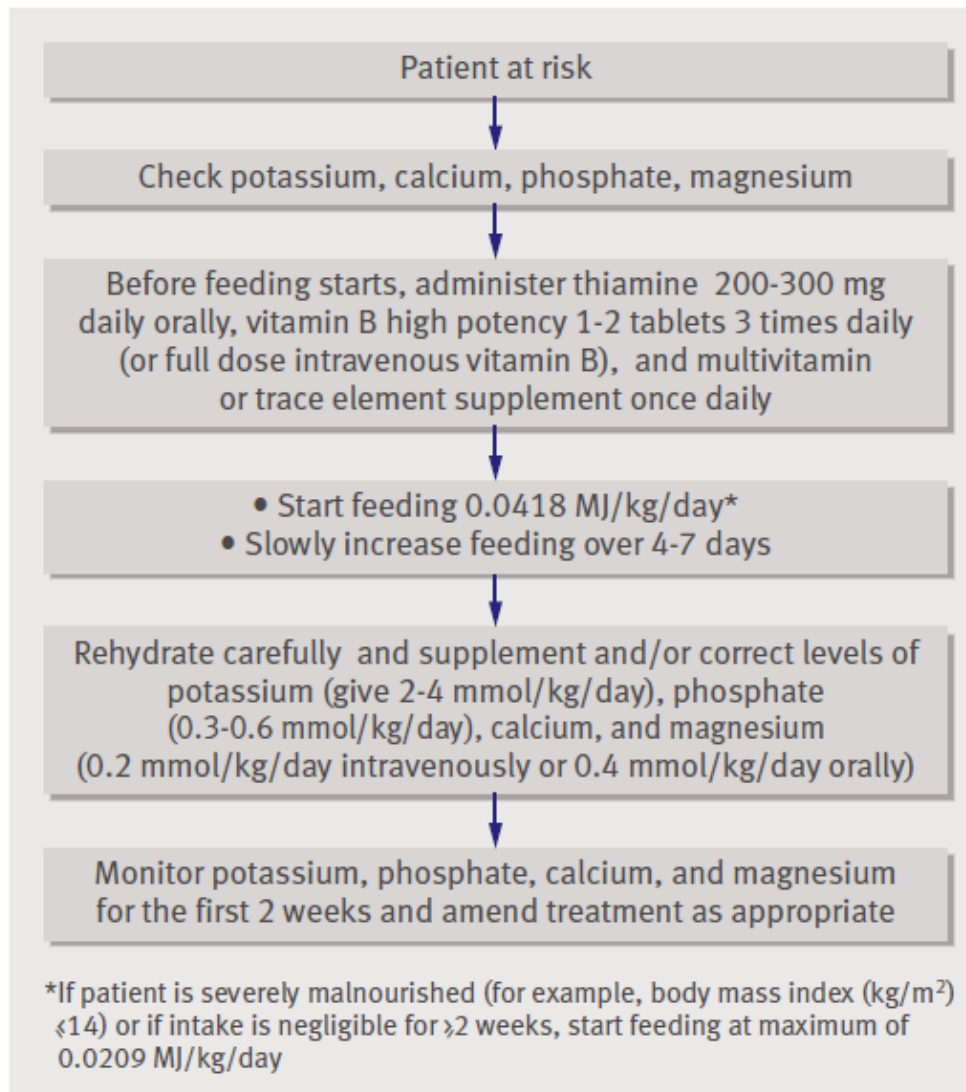 Patient at risk
Check potassium, calcium, phosphate, magnesium
Before feeding starts, administer thiamine 200-300 mg
daily orally, vitamin B high potency 1-2 tablets 3 times daily
(or full dose intravenous vitamin B), and multivitamin
or trace element supplement once daily
• Start feeding 0.0418 MJ/kg/day*
• Slowly increase feeding over 4-7 days
Rehydrate carefully and supplement and/or correct levels of
potassium (give 2-4 mmol/kg/day), phosphate
(0.3-0.6 mmol/kg/day), calcium, and magnesium
(0.2 mmol/kg/day intravenously or 0.4 mmol/kg/day orally)
Monitor potassium, phosphate, calcium, and magnesium
for the first 2 weeks and amend treatment as appropriate
*If patient is severely malnourished (for example, body mass index (kg/m²)
⩽14) or if intake is negligible for ⩾2 weeks, start feeding at maximum of
0.0209 MJ/kg/day